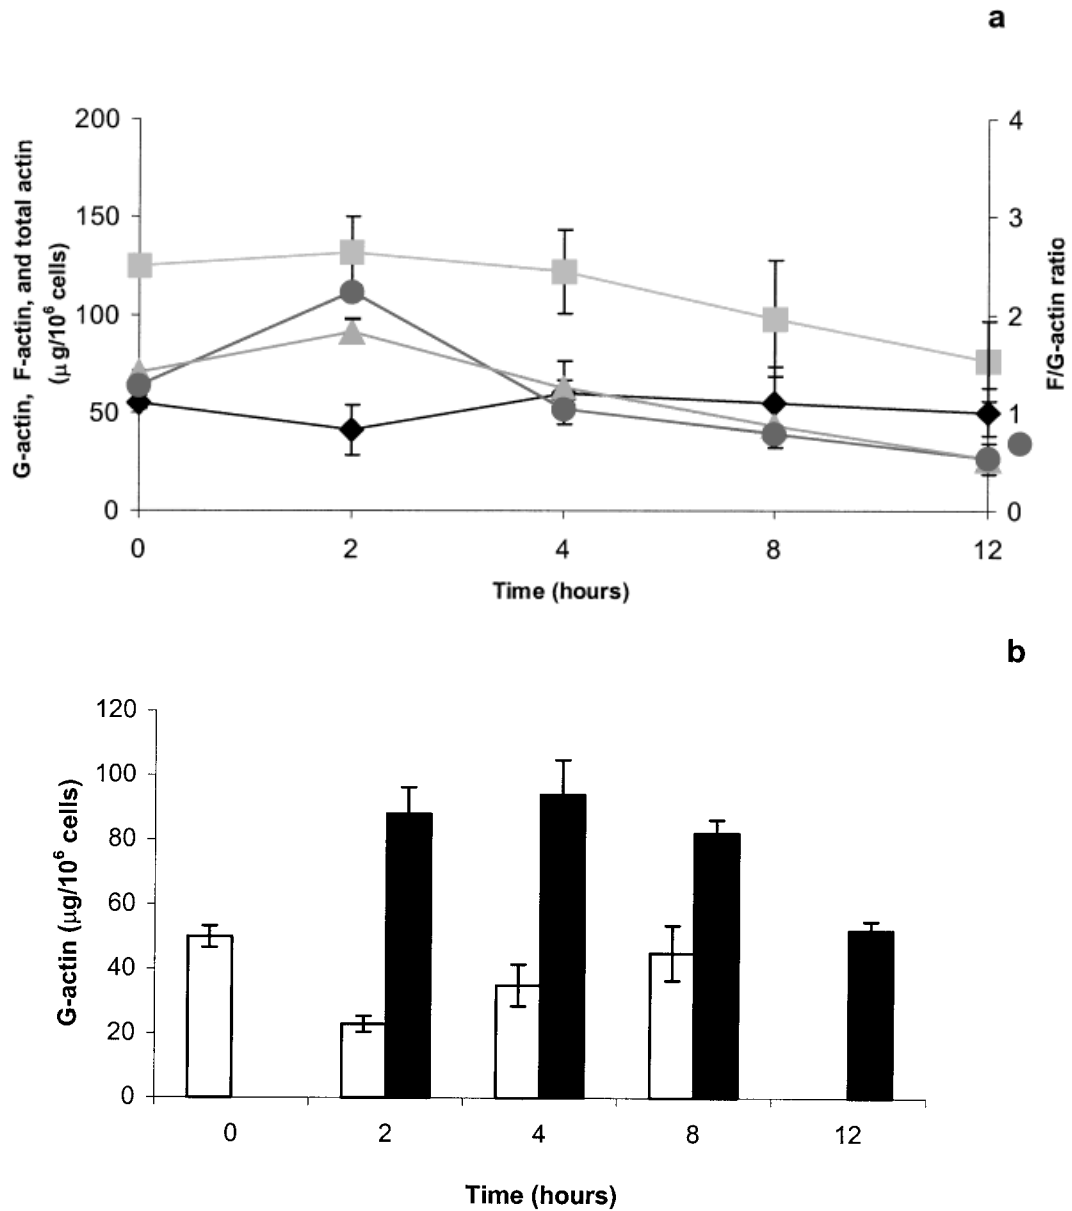 a
G-actin, F-actin, and total actin
(μg/10⁶ cells)
200
150
100
50
0
4
3
2
1
0
F/G-actin ratio
0 2 4 8 12
Time (hours)
b
G-actin (μg/10⁶ cells)
120
100
80
60
40
20
0
0 2 4 8 12
Time (hours)